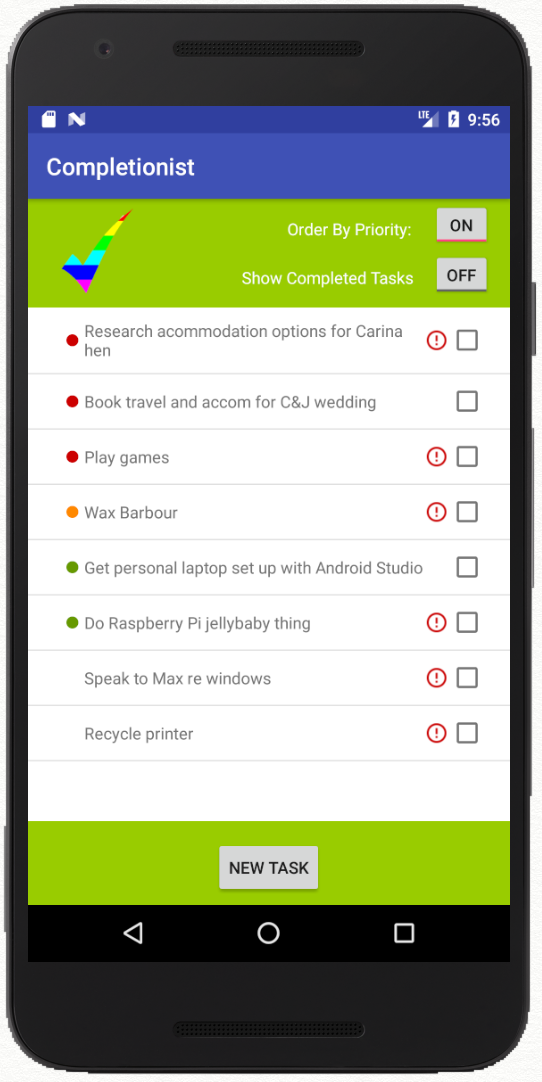 LTE 9:56
Completionist
Order By Priority: ON
Show Completed Tasks OFF
Research acommodation options for Carina
hen
Book travel and accom for C&J wedding
Play games
Wax Barbour
Get personal laptop set up with Android Studio
Do Raspberry Pi jellybaby thing
Speak to Max re windows
Recycle printer
NEW TASK